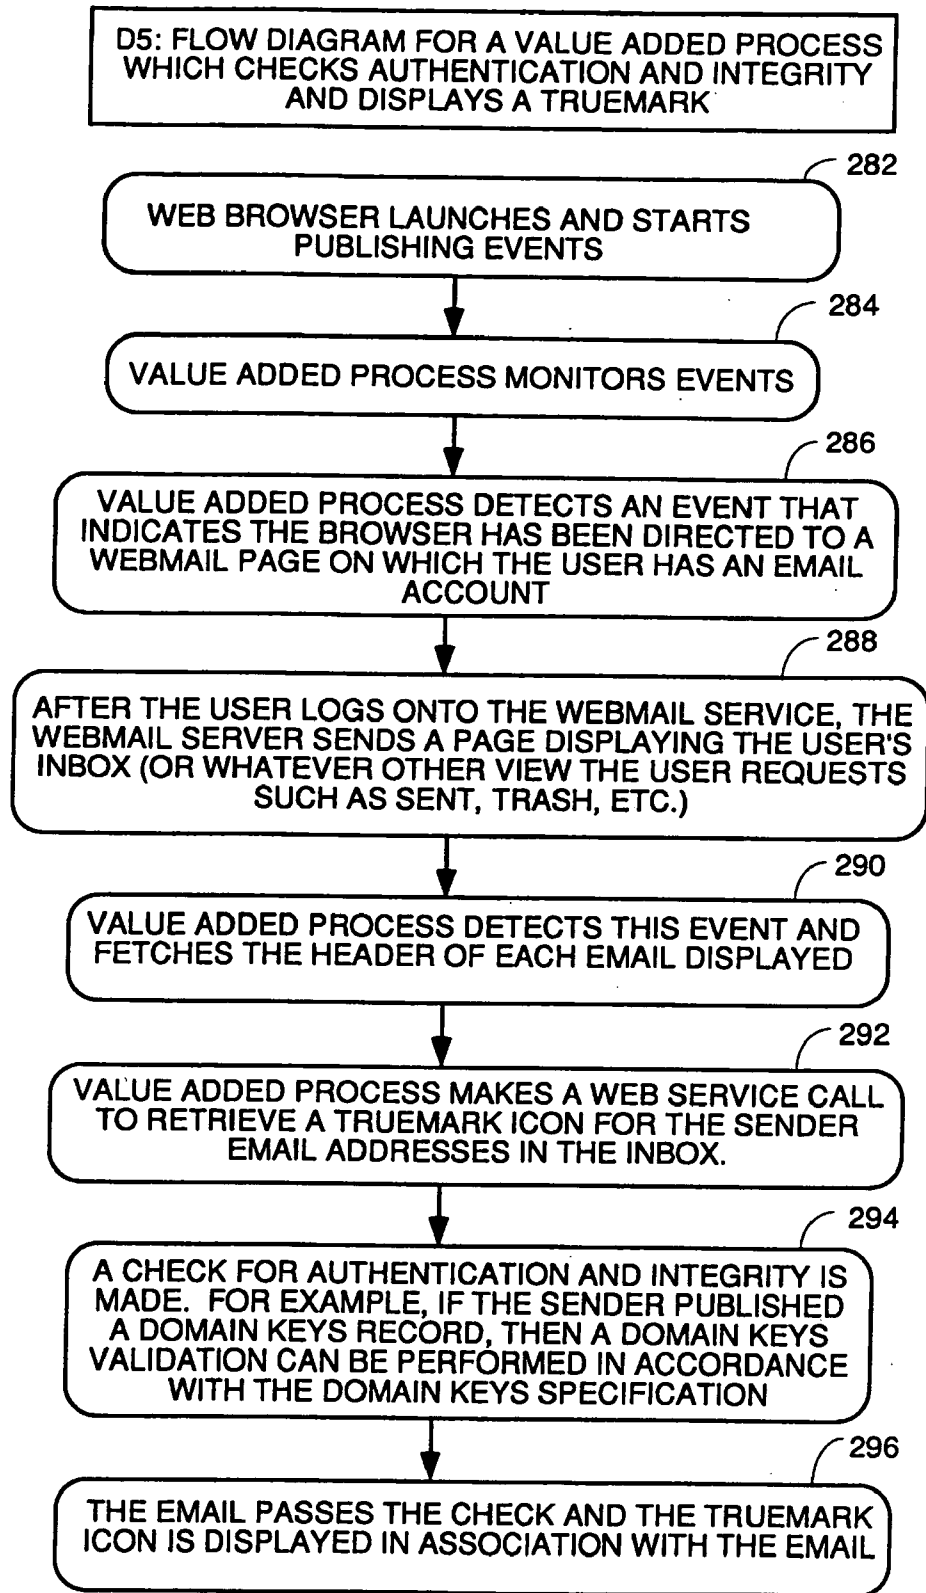 D5: FLOW DIAGRAM FOR A VALUE ADDED PROCESS
WHICH CHECKS AUTHENTICATION AND INTEGRITY
AND DISPLAYS A TRUEMARK
282
WEB BROWSER LAUNCHES AND STARTS
PUBLISHING EVENTS
284
VALUE ADDED PROCESS MONITORS EVENTS
286
VALUE ADDED PROCESS DETECTS AN EVENT THAT
INDICATES THE BROWSER HAS BEEN DIRECTED TO A
WEBMAIL PAGE ON WHICH THE USER HAS AN EMAIL
ACCOUNT
288
AFTER THE USER LOGS ONTO THE WEBMAIL SERVICE, THE
WEBMAIL SERVER SENDS A PAGE DISPLAYING THE USER'S
INBOX (OR WHATEVER OTHER VIEW THE USER REQUESTS
SUCH AS SENT, TRASH, ETC.)
290
VALUE ADDED PROCESS DETECTS THIS EVENT AND
FETCHES THE HEADER OF EACH EMAIL DISPLAYED
292
VALUE ADDED PROCESS MAKES A WEB SERVICE CALL
TO RETRIEVE A TRUEMARK ICON FOR THE SENDER
EMAIL ADDRESSES IN THE INBOX.
294
A CHECK FOR AUTHENTICATION AND INTEGRITY IS
MADE. FOR EXAMPLE, IF THE SENDER PUBLISHED
A DOMAIN KEYS RECORD, THEN A DOMAIN KEYS
VALIDATION CAN BE PERFORMED IN ACCORDANCE
WITH THE DOMAIN KEYS SPECIFICATION
296
THE EMAIL PASSES THE CHECK AND THE TRUEMARK
ICON IS DISPLAYED IN ASSOCIATION WITH THE EMAIL